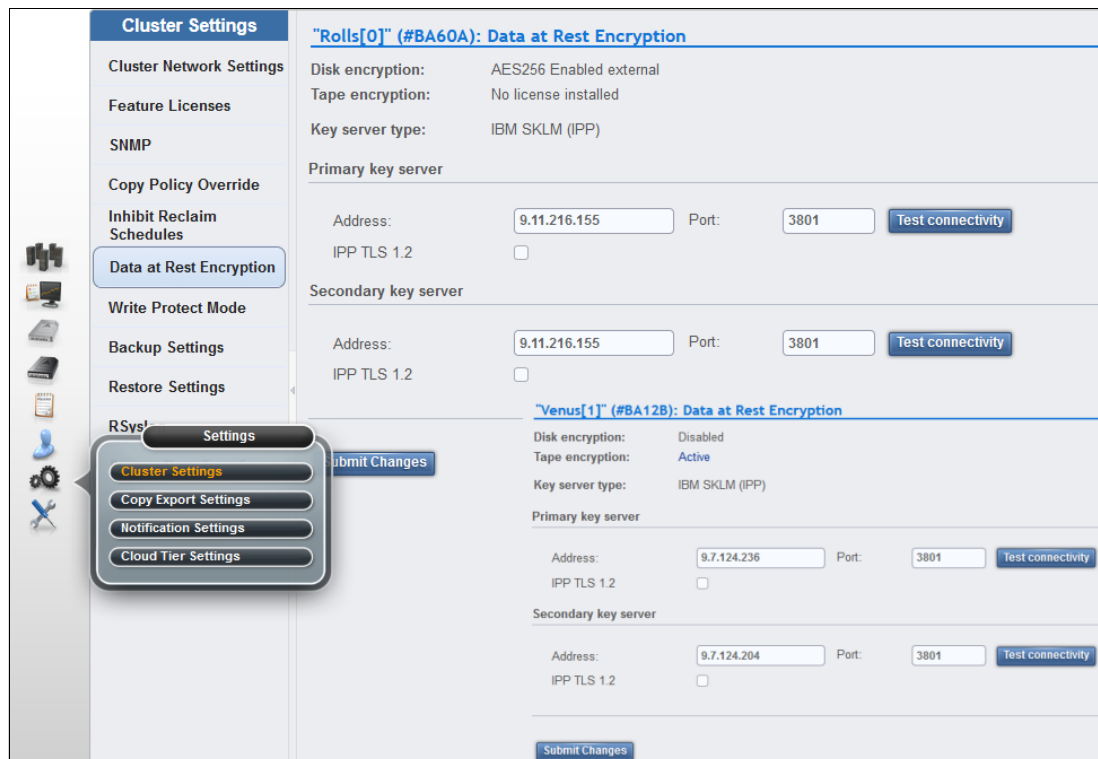 Cluster Settings
Cluster Network Settings
Feature Licenses
SNMP
Copy Policy Override
Inhibit Reclaim
Schedules
Data at Rest Encryption
Write Protect Mode
Backup Settings
Restore Settings
Settings
Cluster Settings
Copy Export Settings
Notification Settings
Cloud Tier Settings
"Rolls[0]" (#BA60A): Data at Rest Encryption
Disk encryption: AES256 Enabled external
Tape encryption: No license installed
Key server type: IBM SKLM (IPP)
Primary key server
Address: 9.11.216.155 Port: 3801 Test connectivity
IPP TLS 1.2
Secondary key server
Address: 9.11.216.155 Port: 3801 Test connectivity
IPP TLS 1.2
Submit Changes
"Venus[1]" (#BA12B): Data at Rest Encryption
Disk encryption: Disabled
Tape encryption: Active
Key server type: IBM SKLM (IPP)
Primary key server
Address: 9.7.124.236 Port: 3801 Test connectivity
IPP TLS 1.2
Secondary key server
Address: 9.7.124.204 Port: 3801 Test connectivity
IPP TLS 1.2
Submit Changes